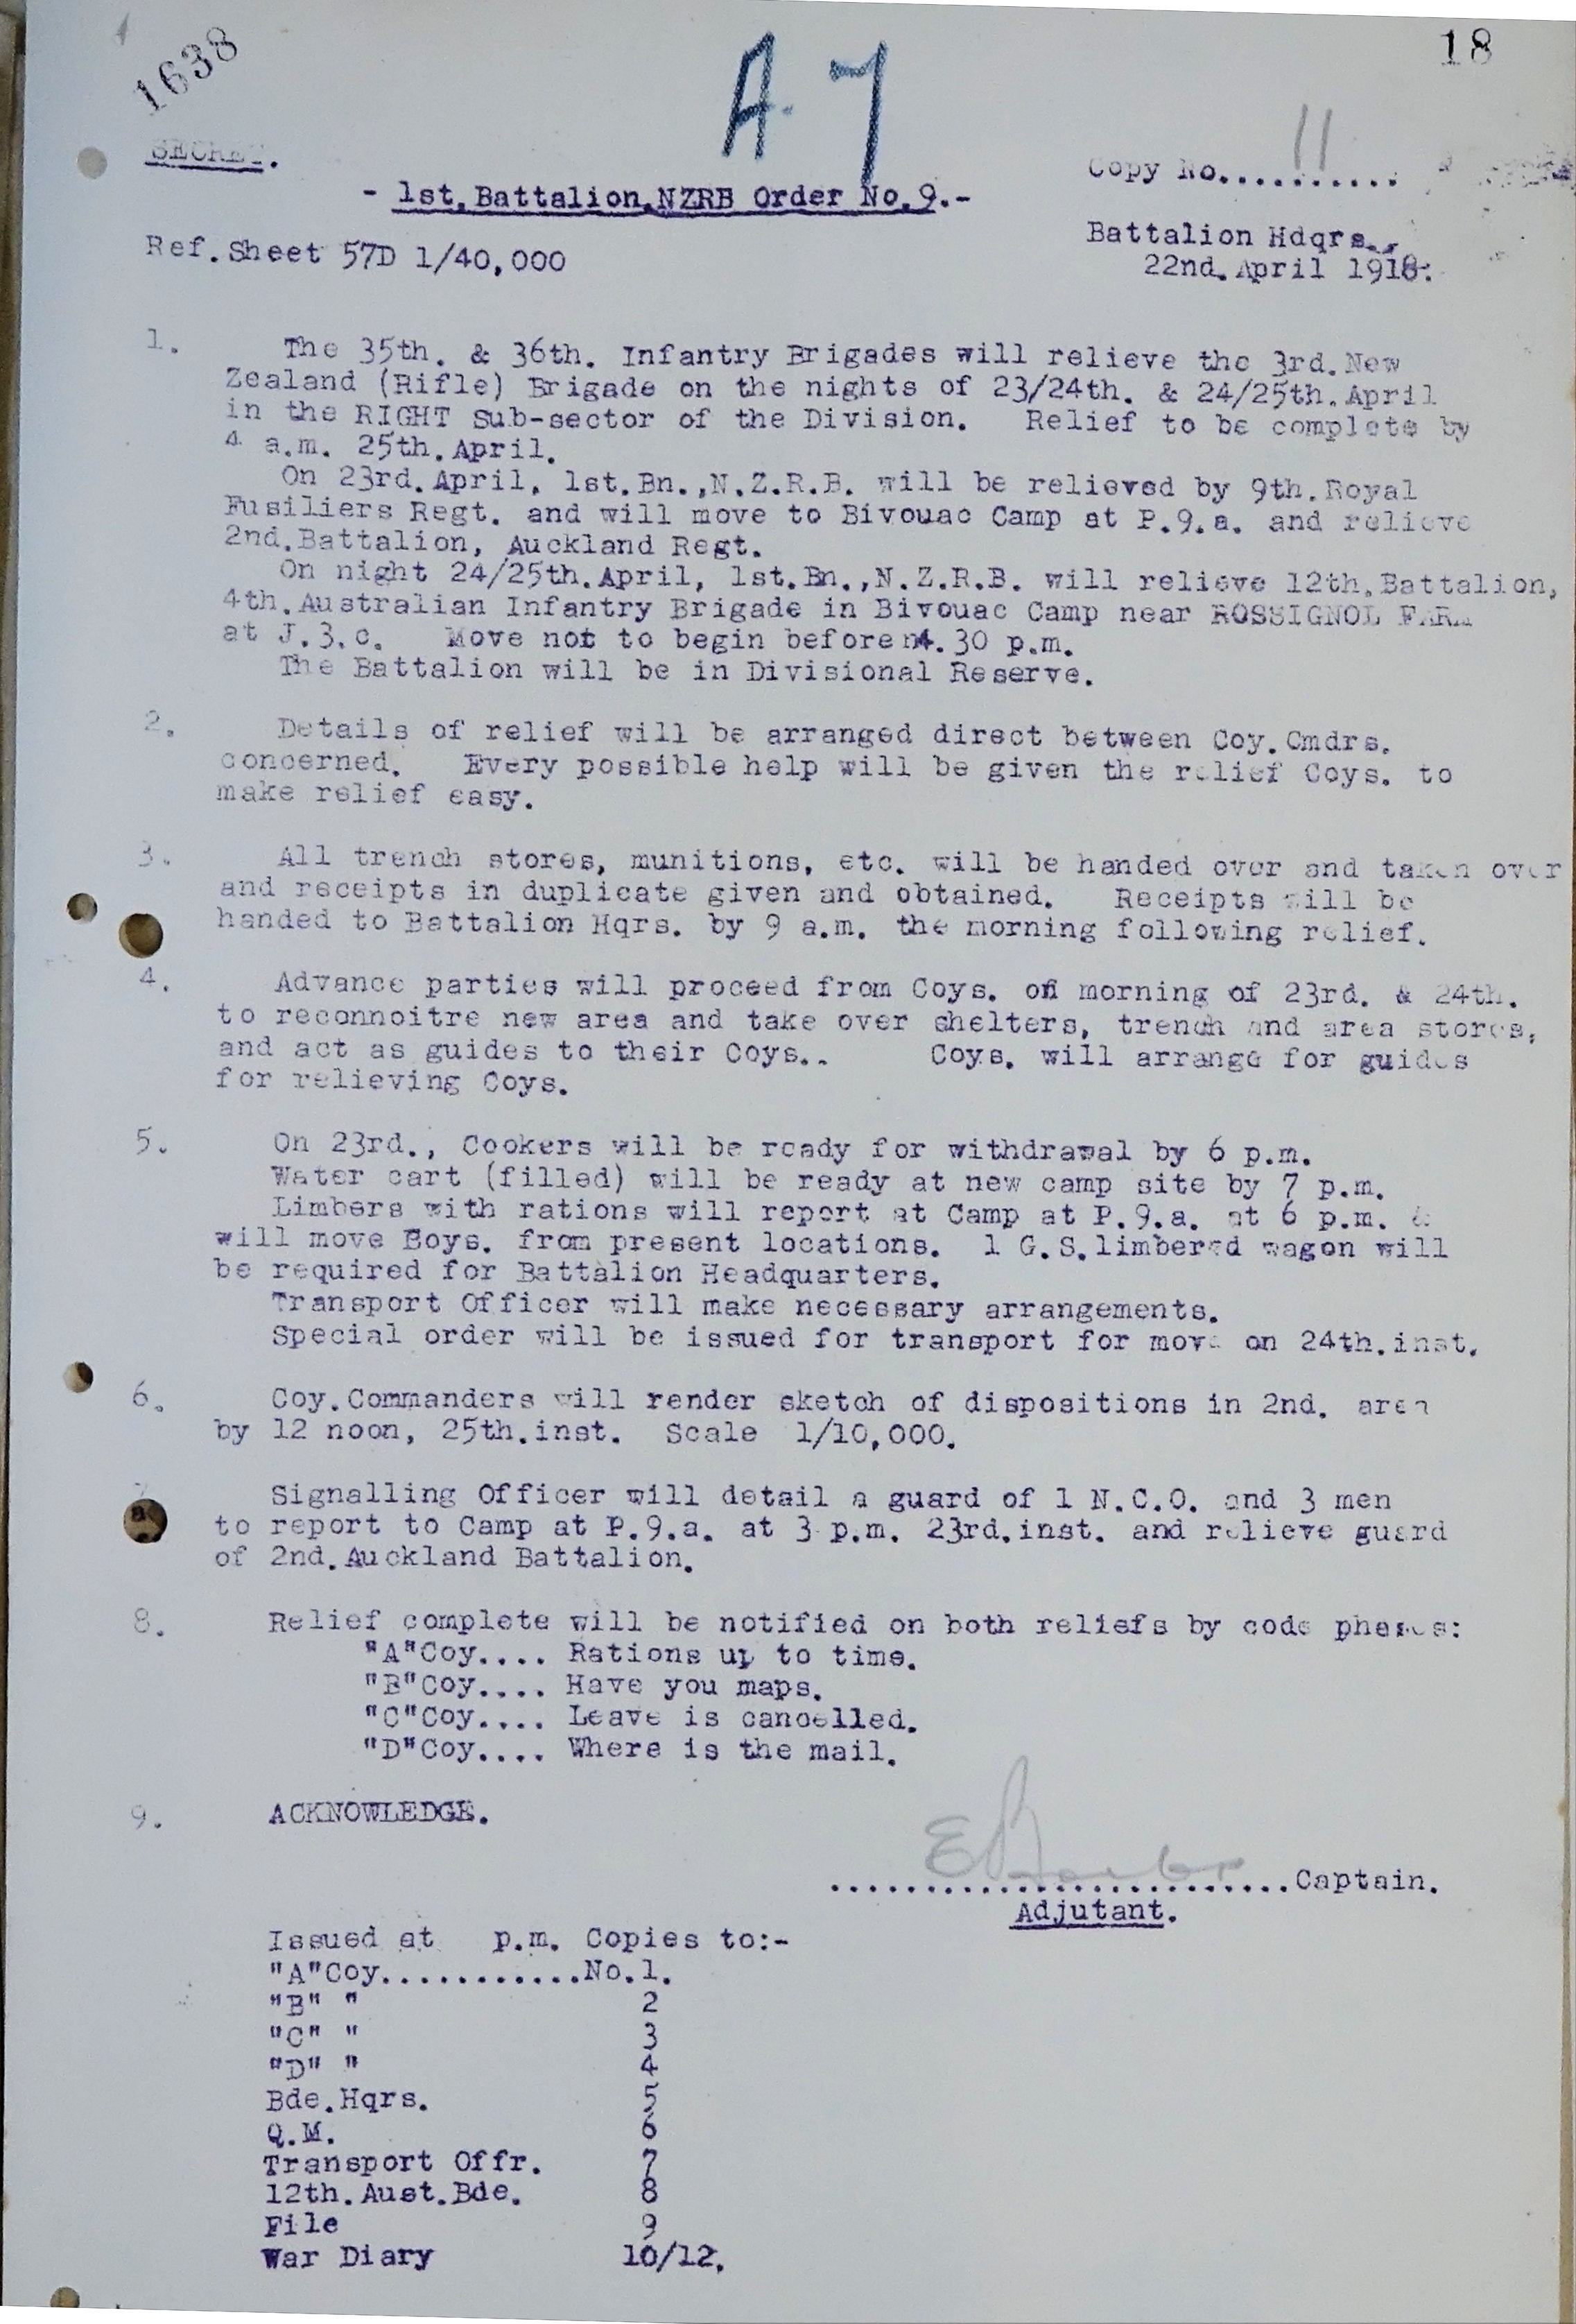 1638
18
A.7
SECRET.
Copy No.... 11 ......
- 1st.Battalion.NZRB Order No.9.-
Battalion Hdqrs.,
Ref.Sheet 57D 1/40,000
22nd.April 1918.
1. The 35th. & 36th. Infantry Brigades will relieve the 3rd.New
Zealand (Rifle) Brigade on the nights of 23/24th. & 24/25th.April
in the RIGHT Sub-sector of the Division. Relief to be complete by
4 a.m. 25th.April.
On 23rd.April, 1st.Bn.,N.Z.R.B. will be relieved by 9th.Royal
Fusiliers Regt. and will move to Bivouac Camp at P.9.a. and relieve
2nd.Battalion, Auckland Regt.
On night 24/25th.April, 1st.Bn.,N.Z.R.B. will relieve 12th.Battalion,
4th.Australian Infantry Brigade in Bivouac Camp near ROSSIGNOL FARM
at J.3.c. Move not to begin before 4.30 p.m.
The Battalion will be in Divisional Reserve.
2. Details of relief will be arranged direct between Coy.Cmdrs.
concerned. Every possible help will be given the relief Coys. to
make relief easy.
3. All trench stores, munitions, etc. will be handed over and taken over
and receipts in duplicate given and obtained. Receipts will be
handed to Battalion Hqrs. by 9 a.m. the morning following relief.
4. Advance parties will proceed from Coys. on morning of 23rd. & 24th.
to reconnoitre new area and take over shelters, trench and area stores,
and act as guides to their Coys.. Coys. will arrange for guides
for relieving Coys.
5. On 23rd., Cookers will be ready for withdrawal by 6 p.m.
Water cart (filled) will be ready at new camp site by 7 p.m.
Limbers with rations will report at Camp at P.9.a. at 6 p.m. &
will move Boys. from present locations. 1 G.S.limbered wagon will
be required for Battalion Headquarters.
Transport Officer will make necessary arrangements.
Special order will be issued for transport for move on 24th.inst.
6. Coy.Commanders will render sketch of dispositions in 2nd. area
by 12 noon, 25th.inst. Scale 1/10,000.
7 Signalling Officer will detail a guard of 1 N.C.O. and 3 men
to report to Camp at P.9.a. at 3 p.m. 23rd.inst. and relieve guard
of 2nd.Auckland Battalion.
8. Relief complete will be notified on both reliefs by code phases:
"A"Coy.... Rations up to time.
"B"Coy.... Have you maps.
"C"Coy.... Leave is cancelled.
"D"Coy.... Where is the mail.
9. ACKNOWLEDGE.
..........................Captain.
Adjutant.
Issued at p.m. Copies to:-
"A"Coy...........No.1.
"B" " 2
"C" " 3
"D" " 4
Bde.Hqrs. 5
Q.M. 6
Transport Offr. 7
12th.Aust.Bde. 8
File 9
War Diary 10/12.